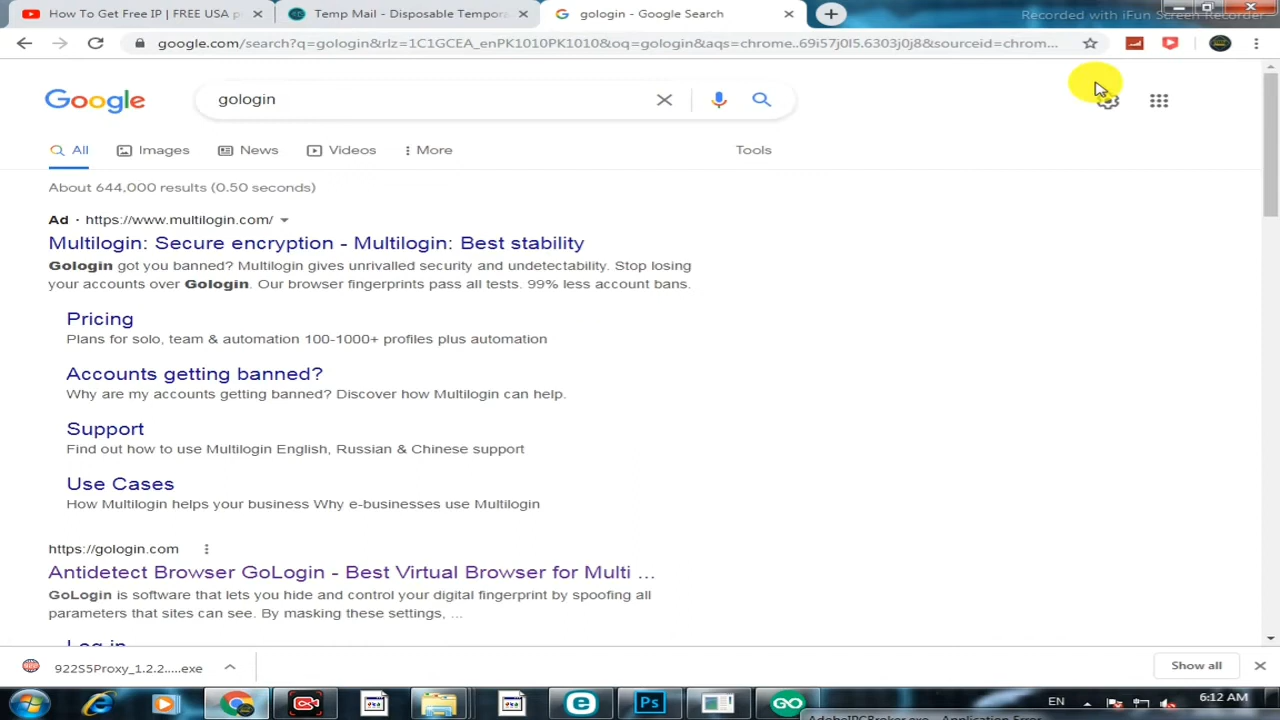 How To Get Free IP | FREE USA p
Temp Mail - Disposable Tempor
gologin - Google Search
Recorded with iFun Screen Recorder
google.com/search?q=gologin&rlz=1C1GCEA_enPK1010PK1010&oq=gologin&aqs=chrome..69i57j0l5.6303j0j8&sourceid=chrom...
Google
gologin
All
Images
News
Videos
More
Tools
About 644,000 results (0.50 seconds)
Ad · https://www.multilogin.com/
Multilogin: Secure encryption - Multilogin: Best stability
Gologin got you banned? Multilogin gives unrivalled security and undetectability. Stop losing
your accounts over Gologin. Our browser fingerprints pass all tests. 99% less account bans.
Pricing
Plans for solo, team & automation 100-1000+ profiles plus automation
Accounts getting banned?
Why are my accounts getting banned? Discover how Multilogin can help.
Support
Find out how to use Multilogin English, Russian & Chinese support
Use Cases
How Multilogin helps your business Why e-businesses use Multilogin
https://gologin.com
Antidetect Browser GoLogin - Best Virtual Browser for Multi ...
GoLogin is software that lets you hide and control your digital fingerprint by spoofing all
parameters that sites can see. By masking these settings, ...
Log in
922S5Proxy_1.2.2.....exe
Show all
Ps
GO
EN
6:12 AM
AdobeIPCBroker.exe - Application Error